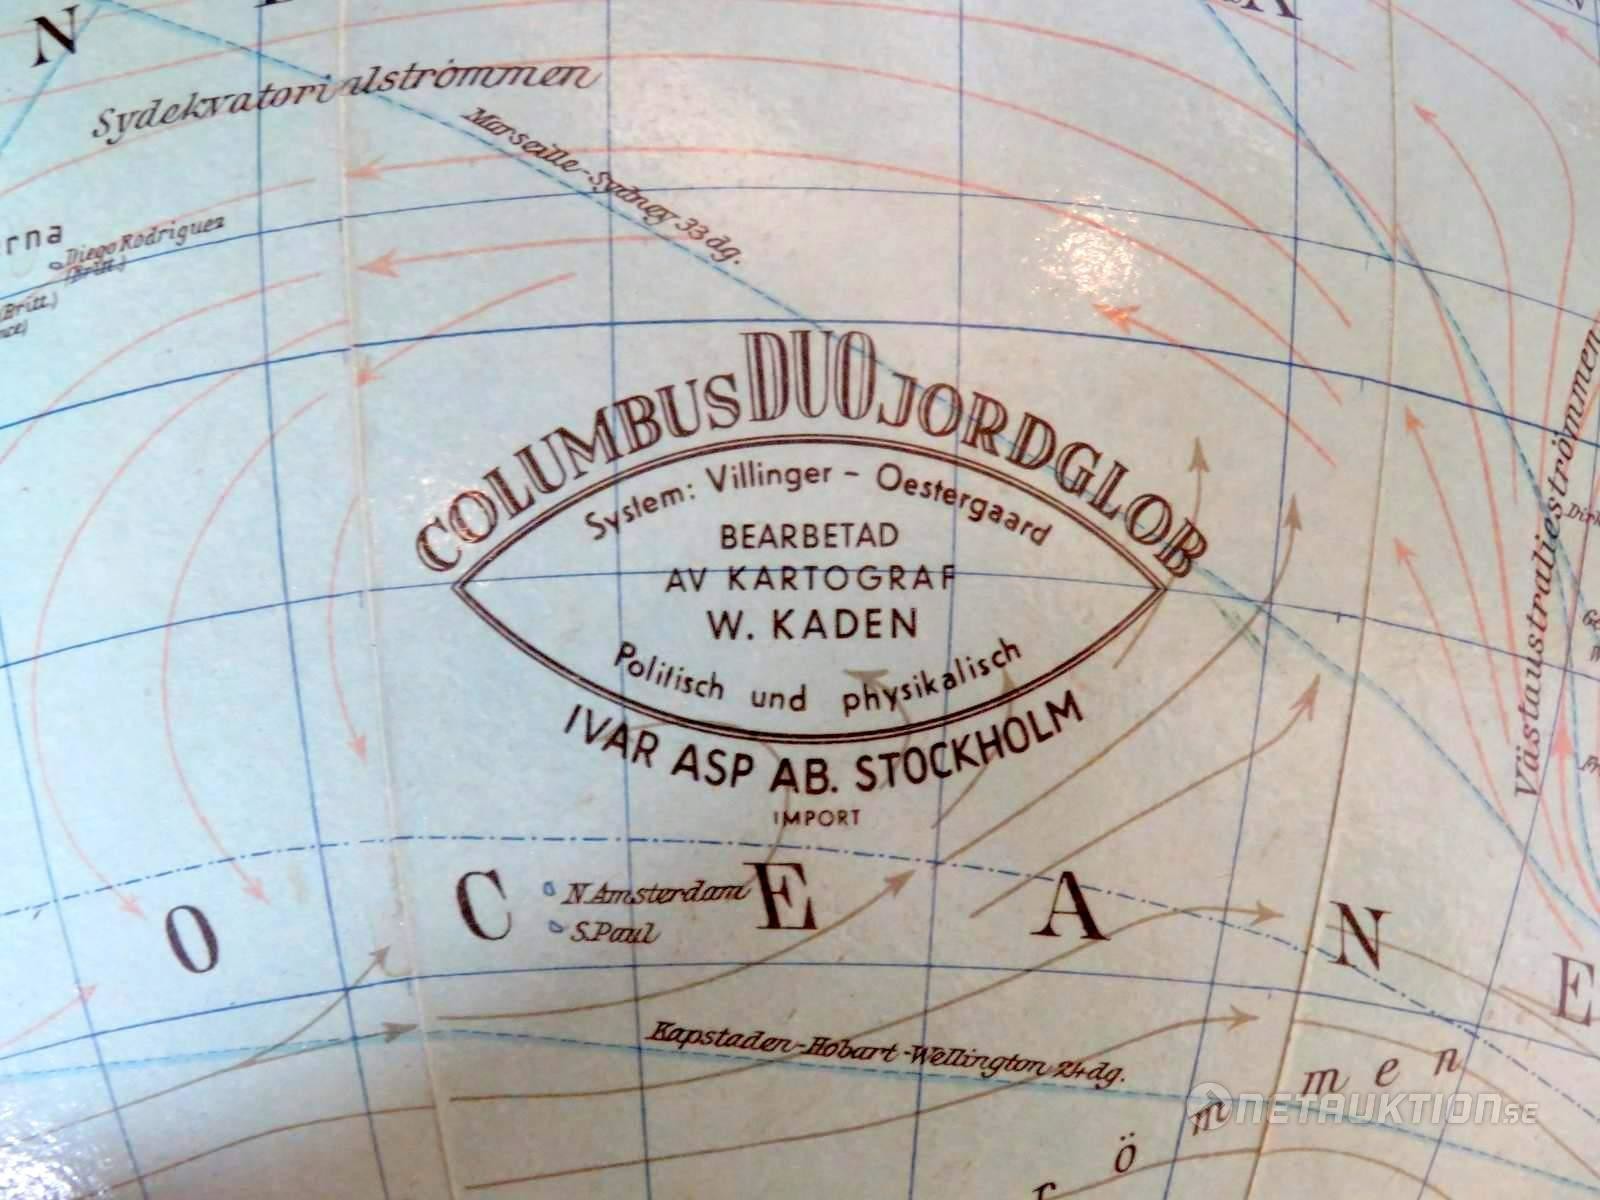 N
Sydekvatorialströmmen
Marseille-Sydney 33 dg.
rna
Diego Rodriguez
(Britt.)
(Britt.)
nce)
COLUMBUS DUO JORDGLOB
System: Villinger - Oestergaard
BEARBETAD
AV KARTOGRAF
W. KADEN
Politisch und physikalisch
IVAR ASP AB. STOCKHOLM
IMPORT
Västaustralieströmmen
OCEANE
N. Amsterdam
S. Paul
Kapstaden-Hobart-Wellington 24 dg.
r ö m m e n
NETAUKTION.SE